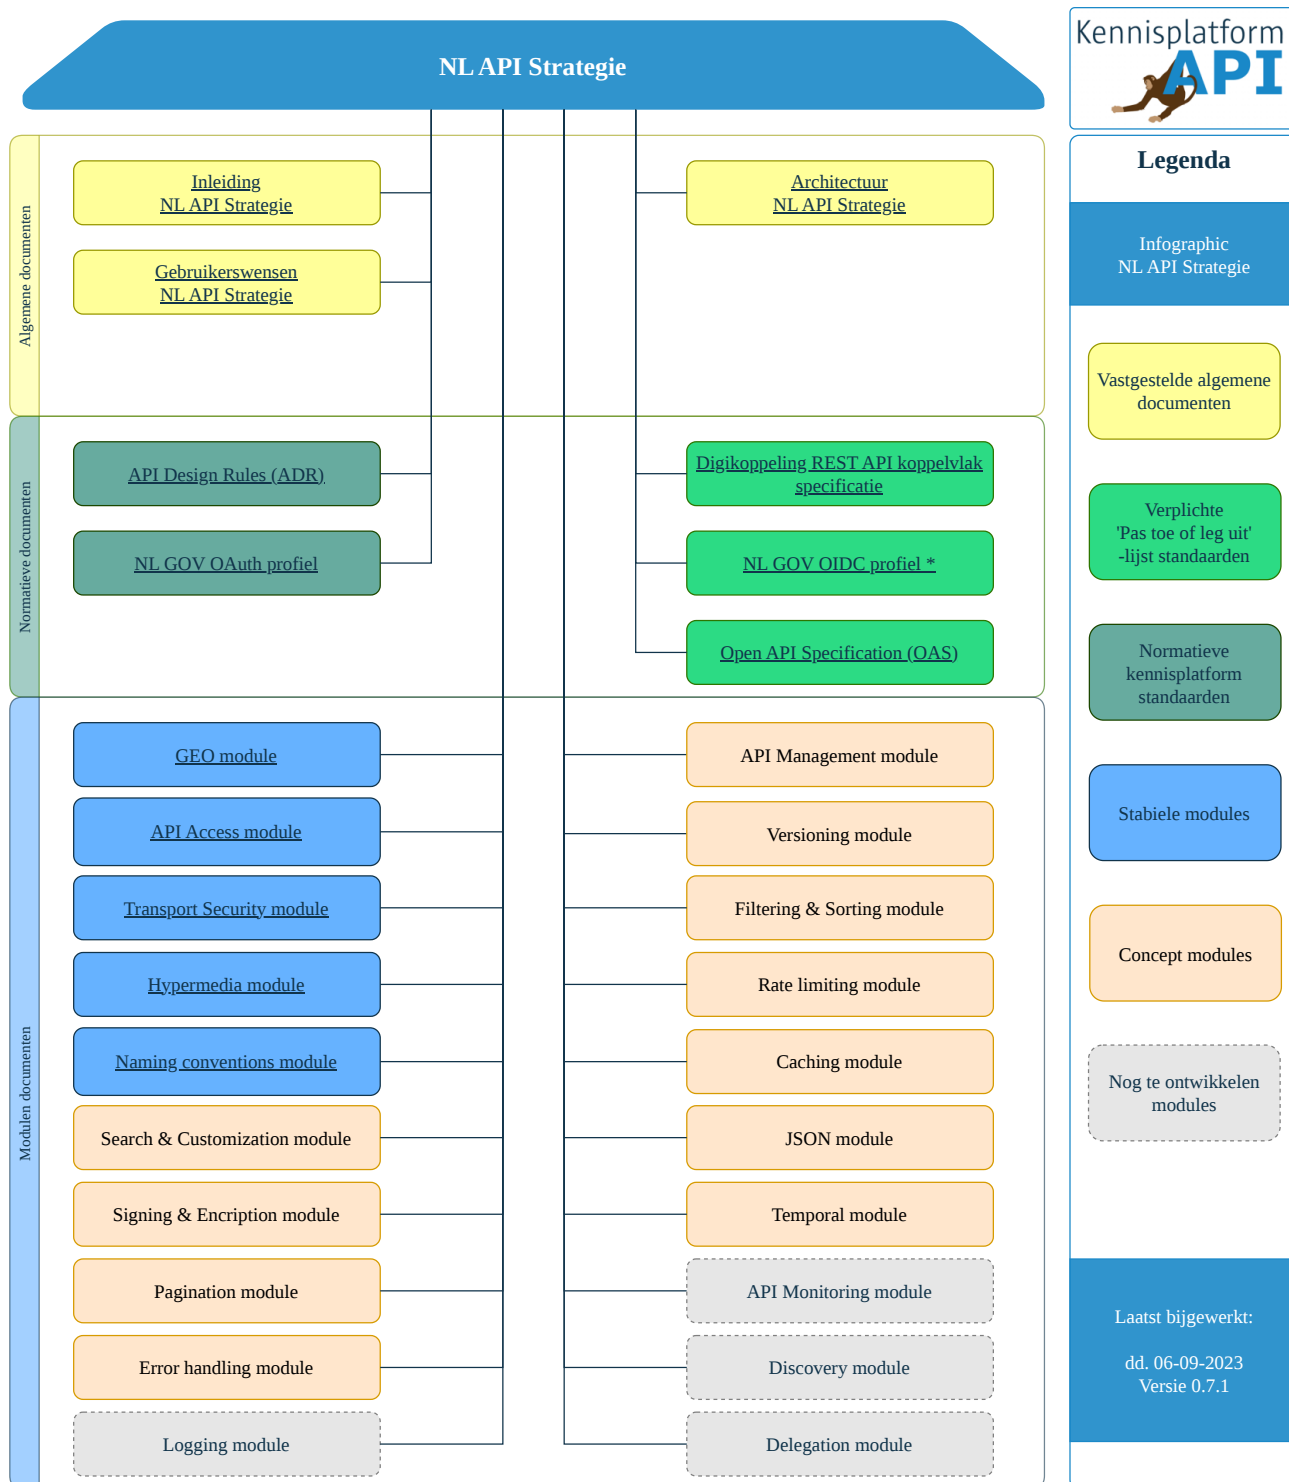 NL API Strategie
Kennisplatform
API
Legenda
Infographic
NL API Strategie
Vastgestelde algemene
documenten
Verplichte
'Pas toe of leg uit'
-lijst standaarden
Normatieve
kennisplatform
standaarden
Stabiele modules
Concept modules
Nog te ontwikkelen
modules
Laatst bijgewerkt:
dd. 06-09-2023
Versie 0.7.1
Algemene documenten
Inleiding
NL API Strategie
Gebruikerswensen
NL API Strategie
Architectuur
NL API Strategie
Normatieve documenten
API Design Rules (ADR)
NL GOV OAuth profiel
Digikoppeling REST API koppelvlak
specificatie
NL GOV OIDC profiel *
Open API Specification (OAS)
Modulen documenten
GEO module
API Access module
Transport Security module
Hypermedia module
Naming conventions module
Search & Customization module
Signing & Encription module
Pagination module
Error handling module
Logging module
API Management module
Versioning module
Filtering & Sorting module
Rate limiting module
Caching module
JSON module
Temporal module
API Monitoring module
Discovery module
Delegation module